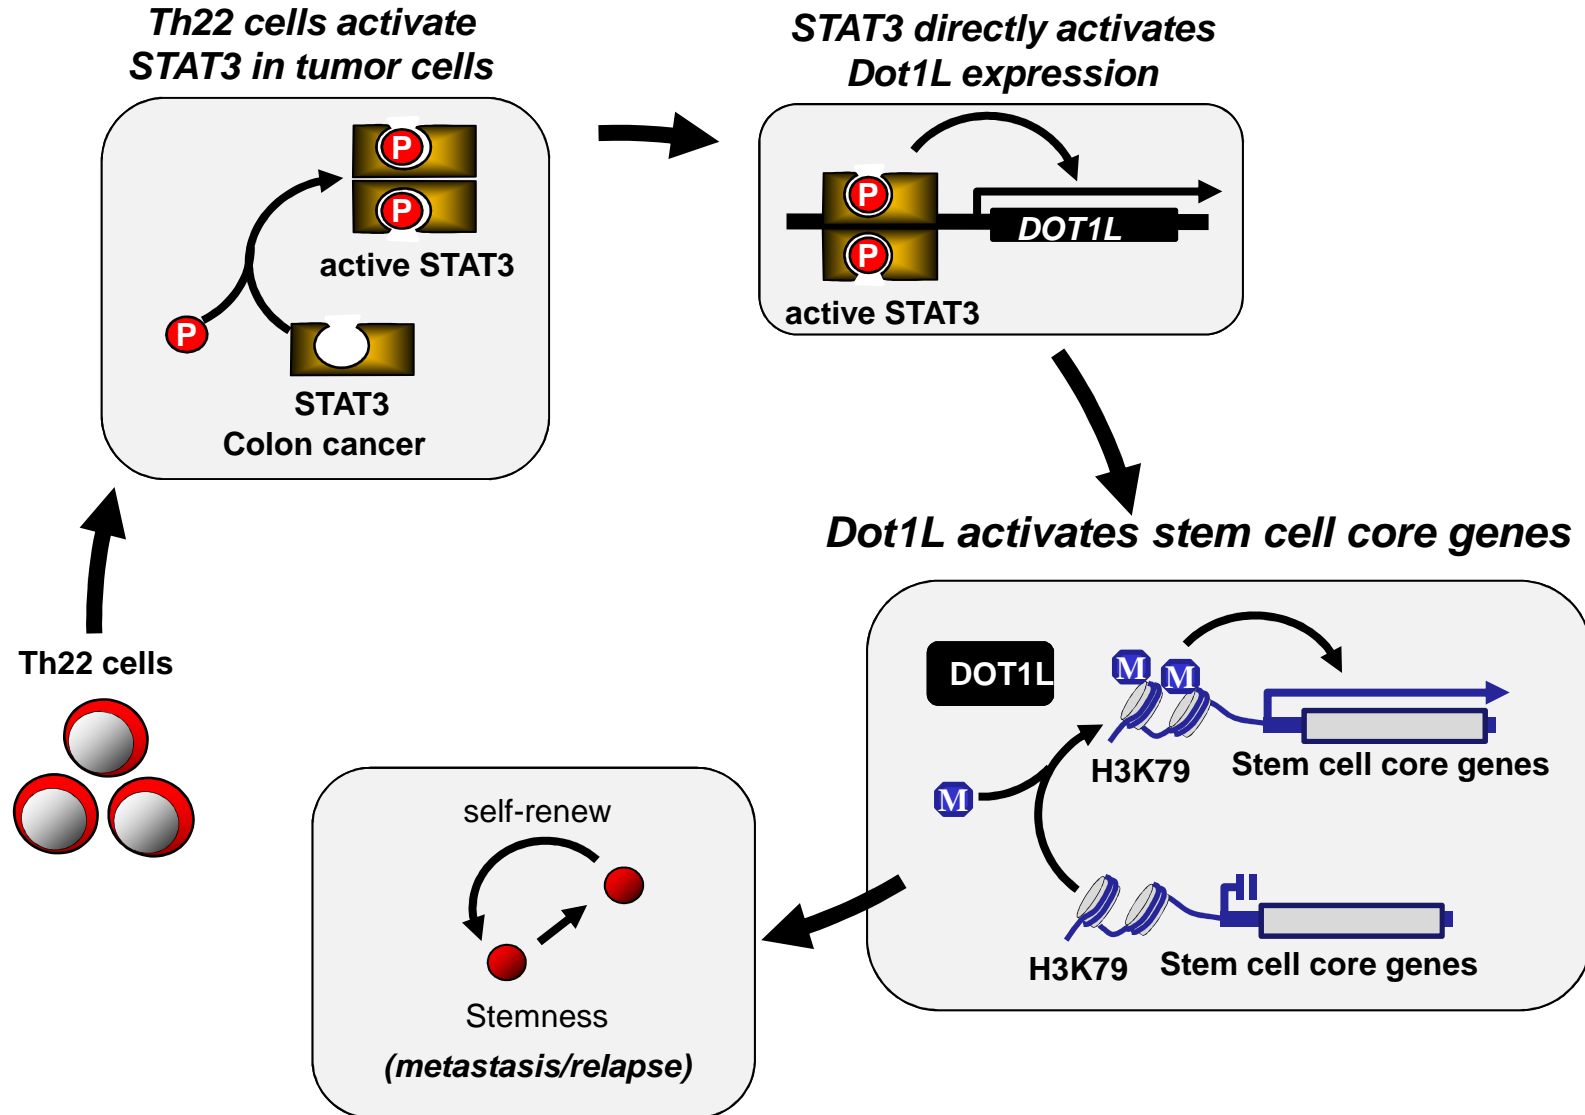 Th22 cells activate
STAT3 in tumor cells
P
P
active STAT3
P
STAT3
Colon cancer
STAT3 directly activates
Dot1L expression
P
DOT1L
P
active STAT3
Dot1L activates stem cell core genes
DOT1L
M
M
H3K79
Stem cell core genes
M
H3K79
Stem cell core genes
Th22 cells
self-renew
Stemness
(metastasis/relapse)